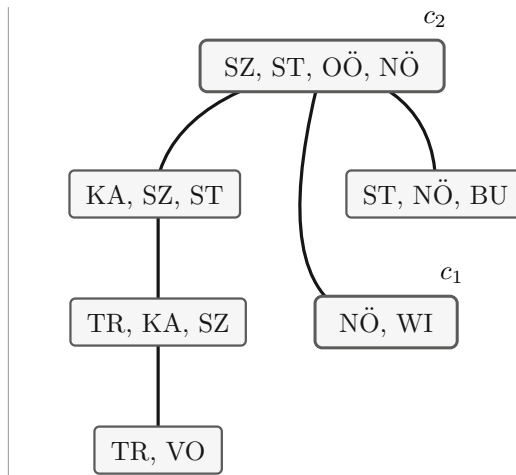 c₂
SZ, ST, OÖ, NÖ
KA, SZ, ST
ST, NÖ, BU
c₁
TR, KA, SZ
NÖ, WI
TR, VO